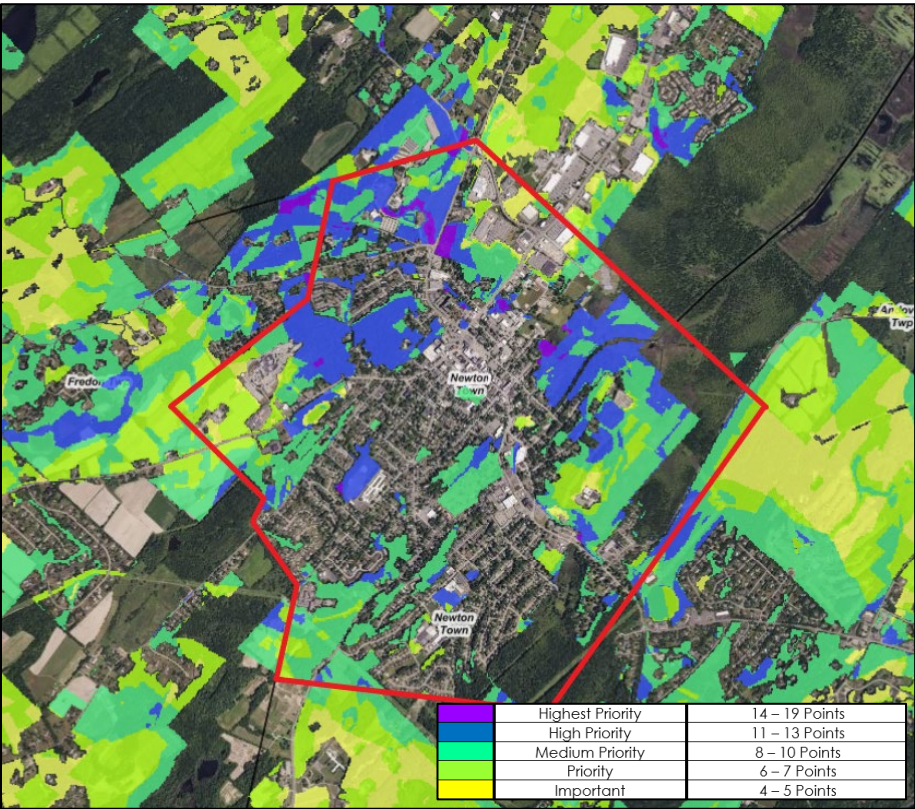 Andov
Twp
Fredo
Newton
Town
Newton
Town
Highest Priority 14 – 19 Points
High Priority 11 – 13 Points
Medium Priority 8 – 10 Points
Priority 6 – 7 Points
Important 4 – 5 Points